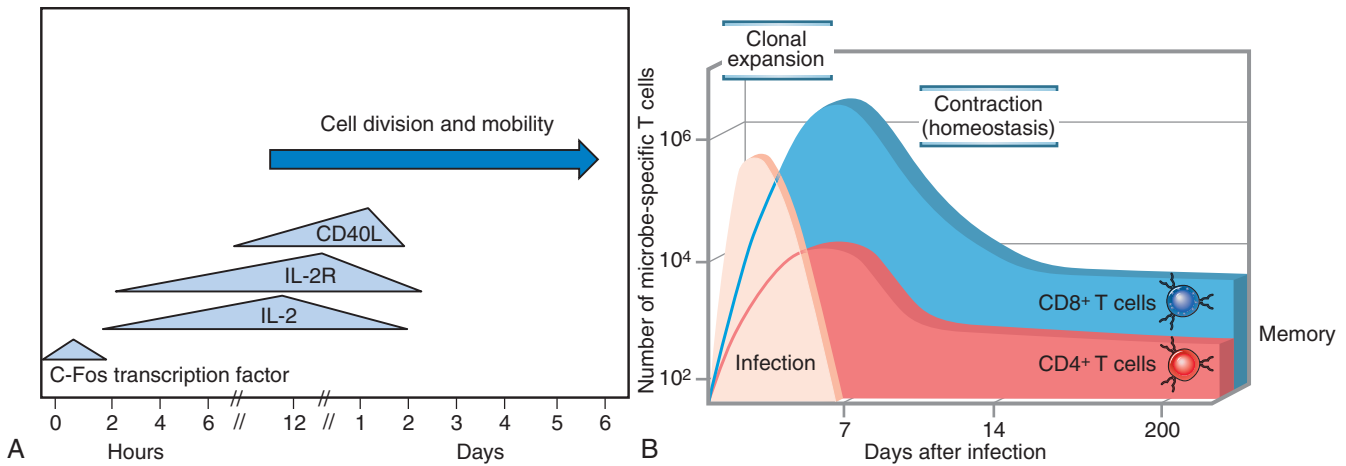 Cell division and mobility
CD40L
IL-2R
IL-2
C-Fos transcription factor
0 2 4 6 // 12 // 1 2 3 4 5 6
Hours Days
A
Clonal
expansion
Contraction
(homeostasis)
Number of microbe-specific T cells
10⁶
10⁴
10²
Infection
CD8⁺ T cells
CD4⁺ T cells
Memory
7 14 200
Days after infection
B